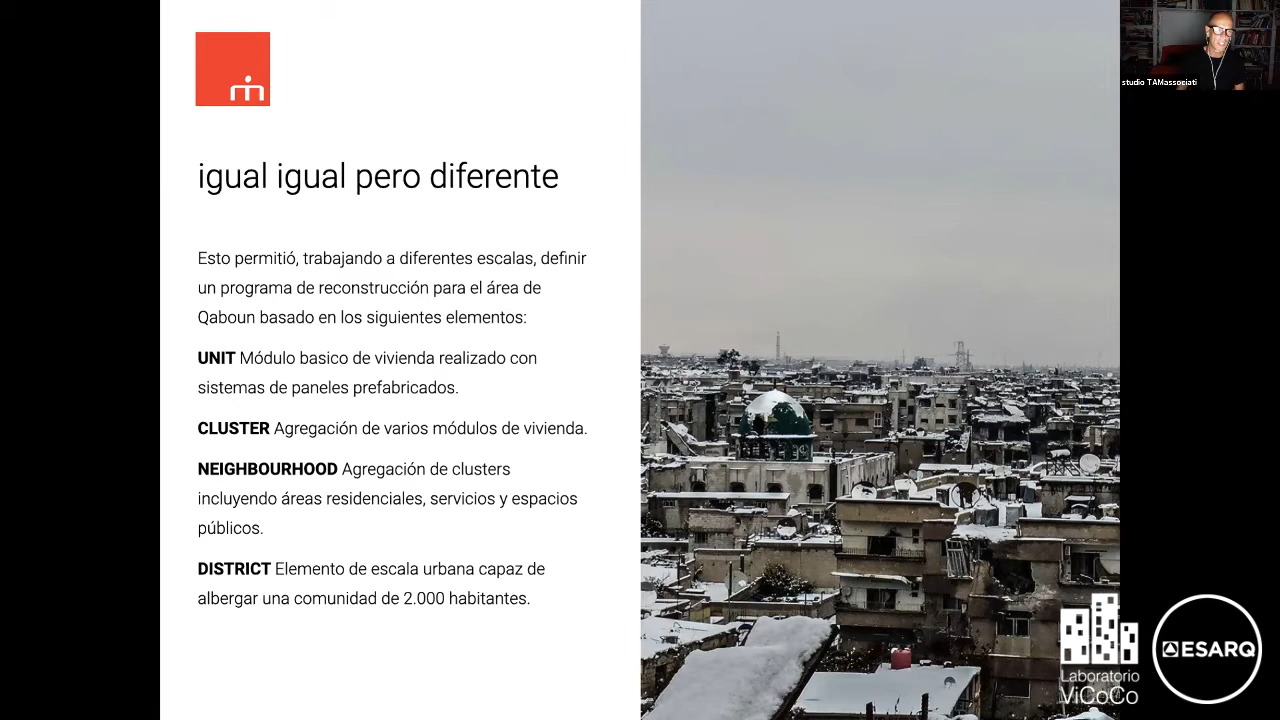 studio TAMassociati
igual igual pero diferente
Esto permitió, trabajando a diferentes escalas, definir
un programa de reconstrucción para el área de
Qaboun basado en los siguientes elementos:
UNIT Módulo basico de vivienda realizado con
sistemas de paneles prefabricados.
CLUSTER Agregación de varios módulos de vivienda.
NEIGHBOURHOOD Agregación de clusters
incluyendo áreas residenciales, servicios y espacios
públicos.
DISTRICT Elemento de escala urbana capaz de
albergar una comunidad de 2.000 habitantes.
Laboratorio
ViCoCo
ESARQ